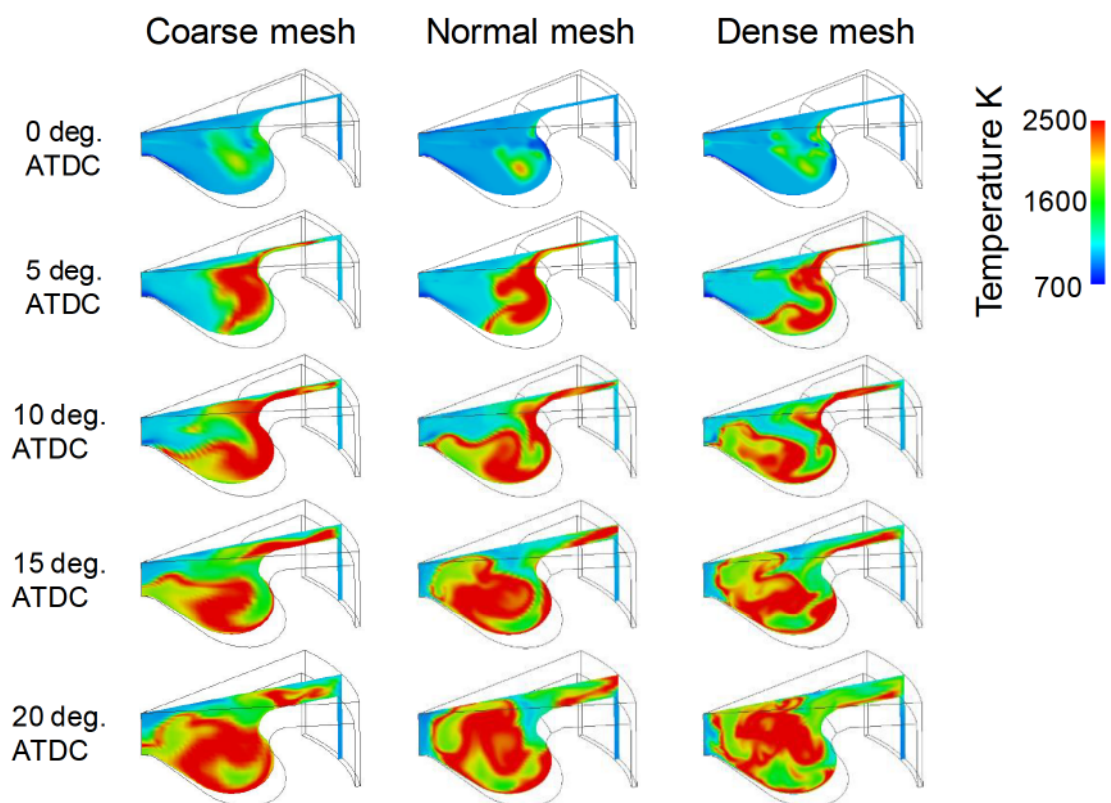 Coarse mesh
Normal mesh
Dense mesh
0 deg.
ATDC
5 deg.
ATDC
10 deg.
ATDC
15 deg.
ATDC
20 deg.
ATDC
Temperature K
2500
1600
700